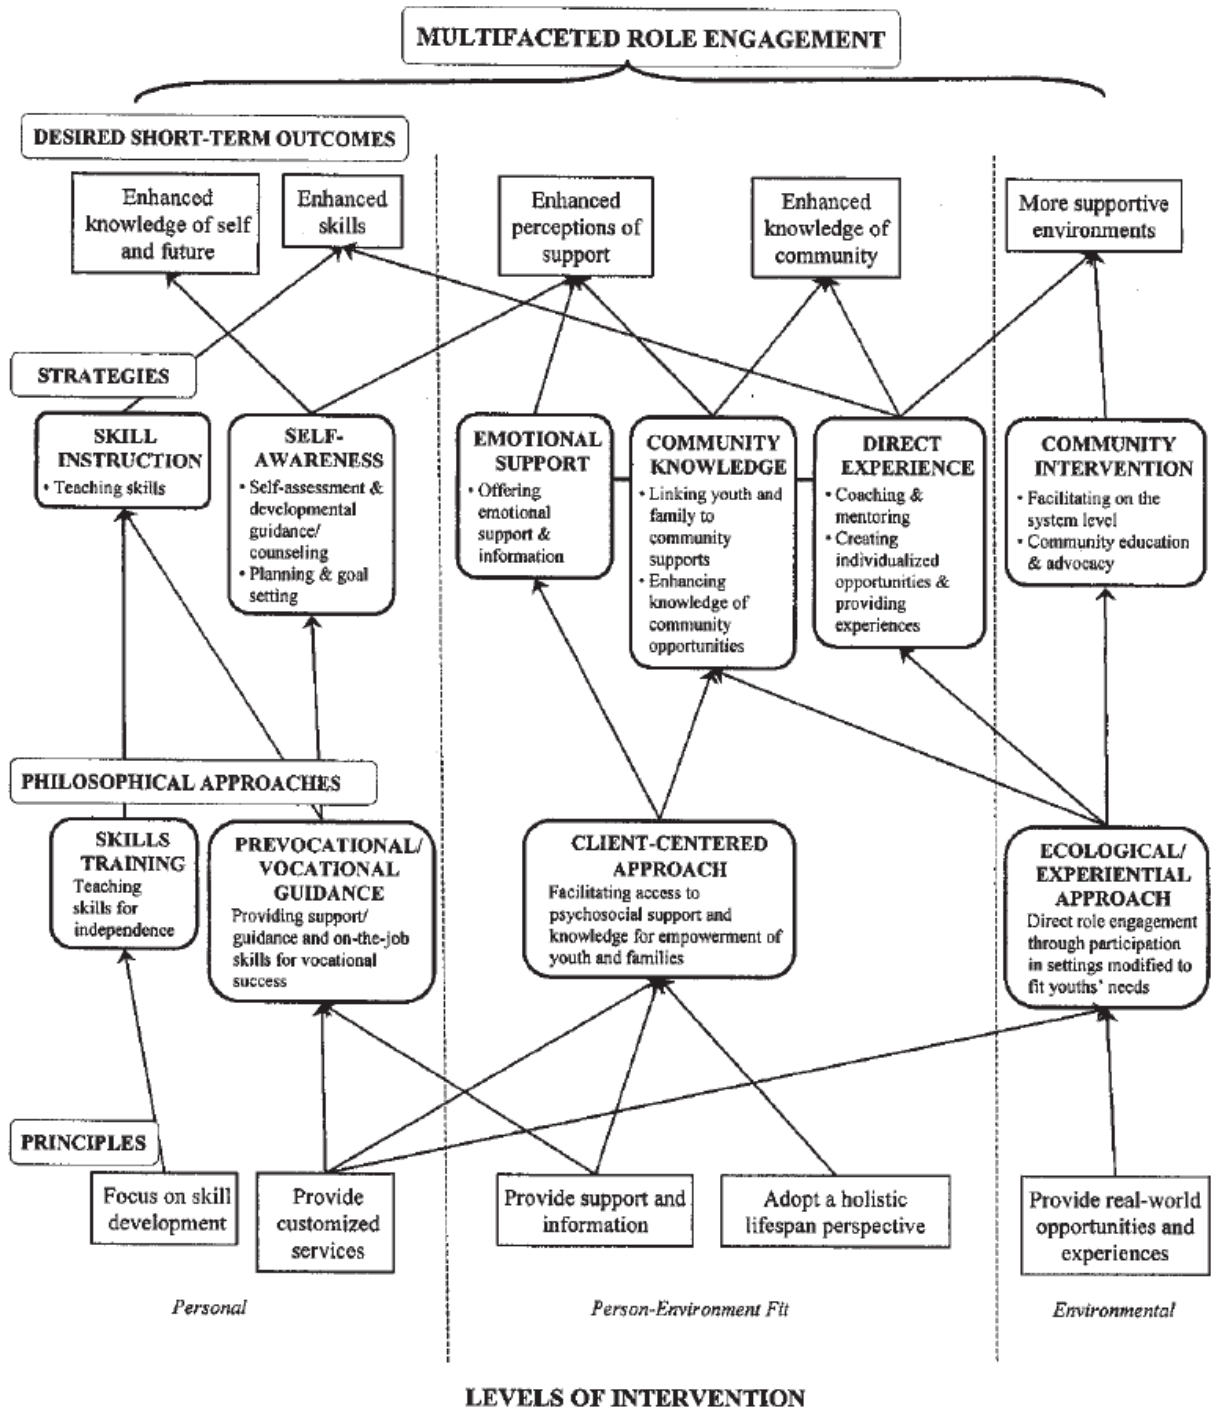 MULTIFACETED ROLE ENGAGEMENT
DESIRED SHORT-TERM OUTCOMES
Enhanced
knowledge of self
and future
Enhanced
skills
Enhanced
perceptions of
support
Enhanced
knowledge of
community
More supportive
environments
STRATEGIES
SKILL
INSTRUCTION
• Teaching skills
SELF-
AWARENESS
• Self-assessment &
developmental
guidance/
counseling
• Planning & goal
setting
EMOTIONAL
SUPPORT
• Offering
emotional
support &
information
COMMUNITY
KNOWLEDGE
• Linking youth and
family to
community
supports
• Enhancing
knowledge of
community
opportunities
DIRECT
EXPERIENCE
• Coaching &
mentoring
• Creating
individualized
opportunities &
providing
experiences
COMMUNITY
INTERVENTION
• Facilitating on the
system level
• Community education
& advocacy
PHILOSOPHICAL APPROACHES
SKILLS
TRAINING
Teaching
skills for
independence
PREVOCATIONAL/
VOCATIONAL
GUIDANCE
Providing support/
guidance and on-the-job
skills for vocational
success
CLIENT-CENTERED
APPROACH
Facilitating access to
psychosocial support and
knowledge for empowerment of
youth and families
ECOLOGICAL/
EXPERIENTIAL
APPROACH
Direct role engagement
through participation
in settings modified to
fit youths' needs
PRINCIPLES
Focus on skill
development
Provide
customized
services
Provide support and
information
Adopt a holistic
lifespan perspective
Provide real-world
opportunities and
experiences
Personal
Person-Environment Fit
Environmental
LEVELS OF INTERVENTION